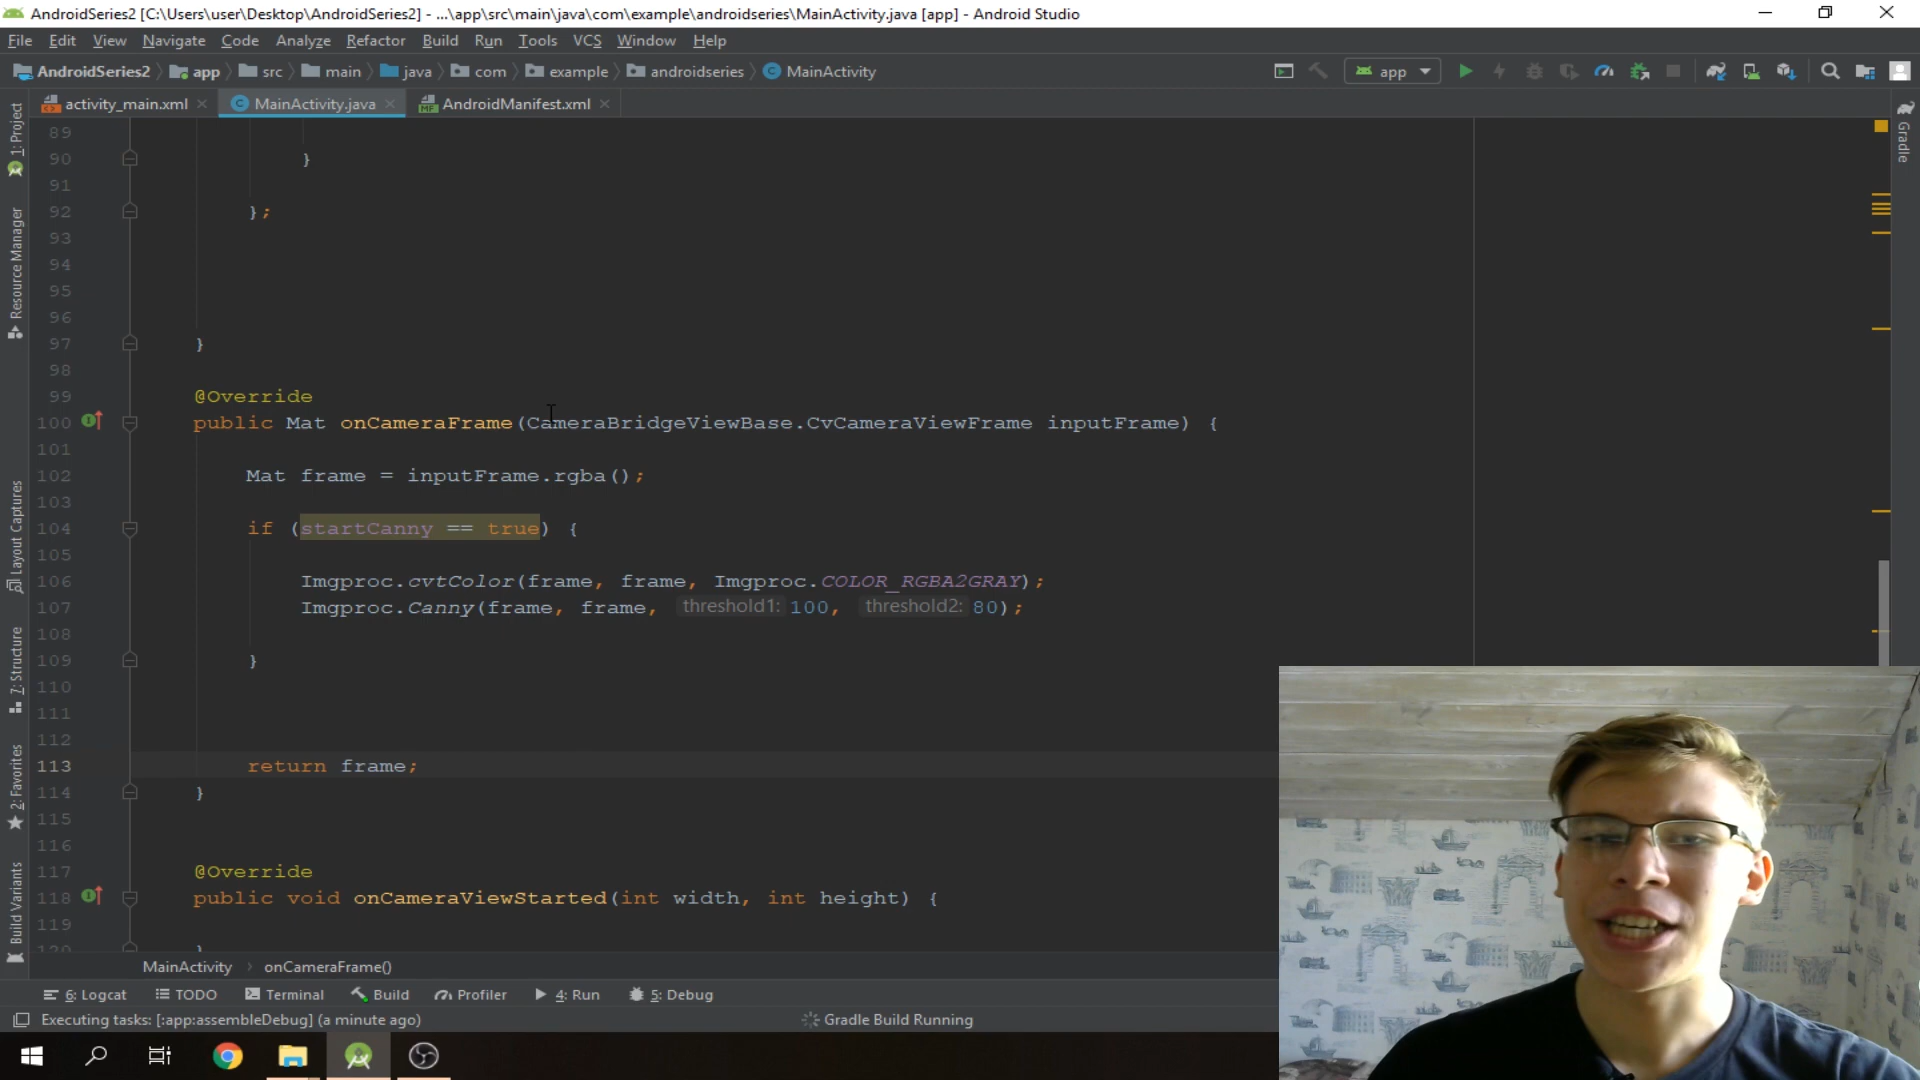 AndroidSeries2 [C:\Users\user\Desktop\AndroidSeries2] - ...\app\src\main\java\com\example\androidseries\MainActivity.java [app] - Android Studio
File Edit View Navigate Code Analyze Refactor Build Run Tools VCS Window Help
AndroidSeries2 app src main java com example androidseries MainActivity app
activity_main.xml MainActivity.java AndroidManifest.xml
1: Project
Resource Manager
Layout Captures
7: Structure
2: Favorites
Build Variants
Gradle
89
90 }
91
92 };
93
94
95
96
97 }
98
99 @Override
100 public Mat onCameraFrame(CameraBridgeViewBase.CvCameraViewFrame inputFrame) {
101
102 Mat frame = inputFrame.rgba();
103
104 if (startCanny == true) {
105
106 Imgproc.cvtColor(frame, frame, Imgproc.COLOR_RGBA2GRAY);
107 Imgproc.Canny(frame, frame, threshold1: 100, threshold2: 80);
108
109 }
110
111
112
113 return frame;
114 }
115
116
117 @Override
118 public void onCameraViewStarted(int width, int height) {
119
120 }
MainActivity onCameraFrame()
6: Logcat TODO Terminal Build Profiler 4: Run 5: Debug
Executing tasks: [:app:assembleDebug] (a minute ago) Gradle Build Running